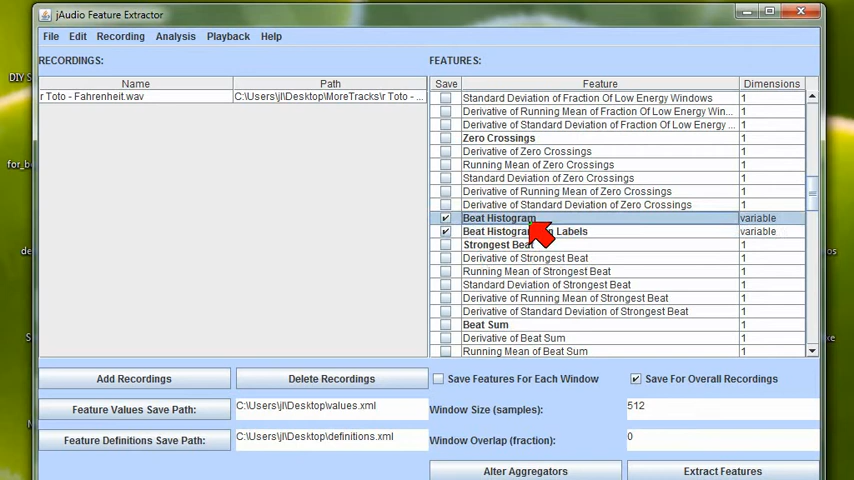 jAudio Feature Extractor
File Edit Recording Analysis Playback Help
RECORDINGS:
Name Path
r Toto - Fahrenheit.wav C:\Users\jl\Desktop\MoreTracks\r Toto - ...
FEATURES:
Save Feature Dimensions
Standard Deviation of Fraction Of Low Energy Windows 1
Derivative of Running Mean of Fraction Of Low Energy Win... 1
Derivative of Standard Deviation of Fraction Of Low Energy ... 1
Zero Crossings 1
Derivative of Zero Crossings 1
Running Mean of Zero Crossings 1
Standard Deviation of Zero Crossings 1
Derivative of Running Mean of Zero Crossings 1
Derivative of Standard Deviation of Zero Crossings 1
Beat Histogram variable
Beat Histogram Labels variable
Strongest Beat 1
Derivative of Strongest Beat 1
Running Mean of Strongest Beat 1
Standard Deviation of Strongest Beat 1
Derivative of Running Mean of Strongest Beat 1
Derivative of Standard Deviation of Strongest Beat 1
Beat Sum 1
Derivative of Beat Sum 1
Running Mean of Beat Sum 1
Add Recordings Delete Recordings
Feature Values Save Path: C:\Users\jl\Desktop\values.xml
Feature Definitions Save Path: C:\Users\jl\Desktop\definitions.xml
Save Features For Each Window Save For Overall Recordings
Window Size (samples): 512
Window Overlap (fraction): 0
Alter Aggregators Extract Features
DIY S
for_b